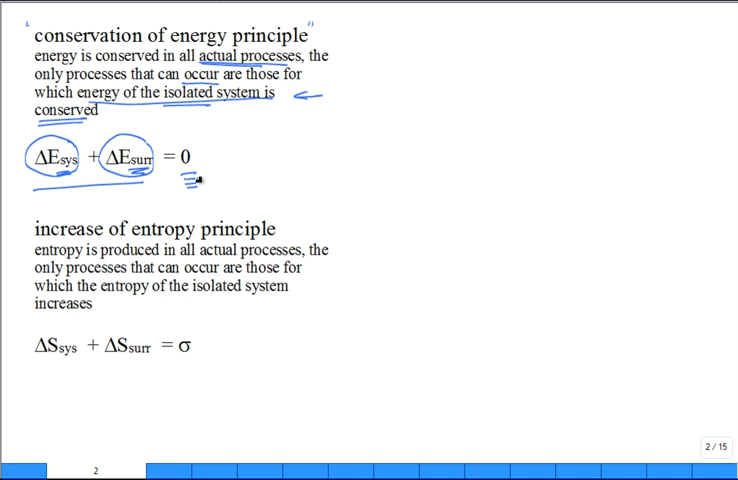 "conservation of energy principle"
energy is conserved in all actual processes, the
only processes that can occur are those for
which energy of the isolated system is
conserved
ΔEsys + ΔEsurr = 0
increase of entropy principle
entropy is produced in all actual processes, the
only processes that can occur are those for
which the entropy of the isolated system
increases
ΔSsys + ΔSsurr = σ
2 / 15
2